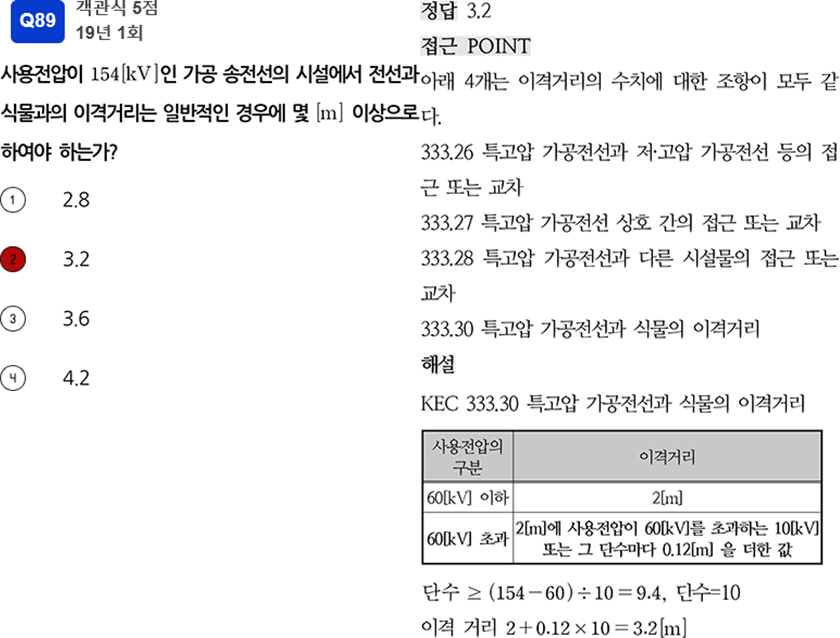 Q89
객관식 5점
19년 1회
사용전압이 154[kV]인 가공 송전선의 시설에서 전선과
식물과의 이격거리는 일반적인 경우에 몇 [m] 이상으로
하여야 하는가?
1 2.8
2 3.2
3 3.6
4 4.2
정답 3.2
접근 POINT
아래 4개는 이격거리의 수치에 대한 조항이 모두 같
다.
333.26 특고압 가공전선과 저·고압 가공전선 등의 접
근 또는 교차
333.27 특고압 가공전선 상호 간의 접근 또는 교차
333.28 특고압 가공전선과 다른 시설물의 접근 또는
교차
333.30 특고압 가공전선과 식물의 이격거리
해설
KEC 333.30 특고압 가공전선과 식물의 이격거리
사용전압의
구분
이격거리
60[kV] 이하
2[m]
60[kV] 초과
2[m]에 사용전압이 60[kV]를 초과하는 10[kV]
또는 그 단수마다 0.12[m] 을 더한 값
단수 ≥ (154-60)÷10=9.4, 단수=10
이격 거리 2+0.12×10=3.2[m]